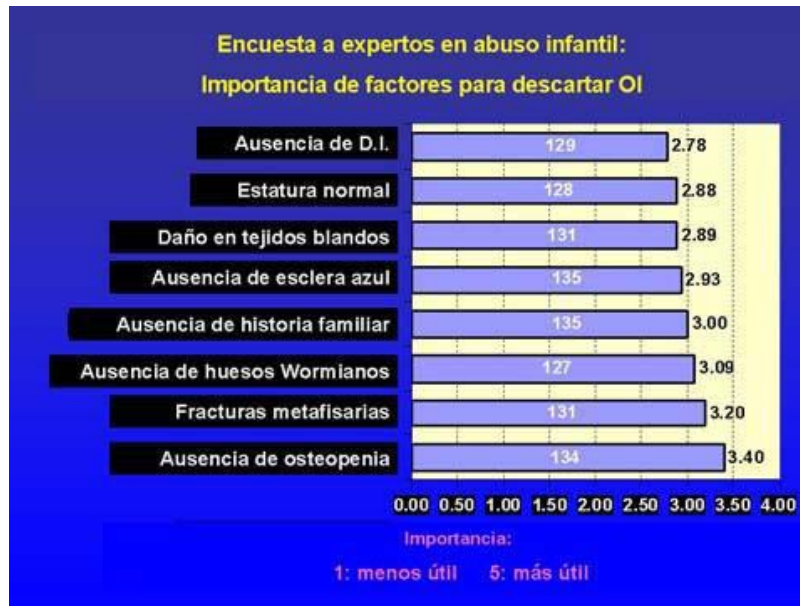 Encuesta a expertos en abuso infantil:
Importancia de factores para descartar OI
Ausencia de D.I. 129 2.78
Estatura normal 128 2.88
Daño en tejidos blandos 131 2.89
Ausencia de esclera azul 135 2.93
Ausencia de historia familiar 135 3.00
Ausencia de huesos Wormianos 127 3.09
Fracturas metafisarias 131 3.20
Ausencia de osteopenia 134 3.40
0.00 0.50 1.00 1.50 2.00 2.50 3.00 3.50 4.00
Importancia:
1: menos útil 5: más útil